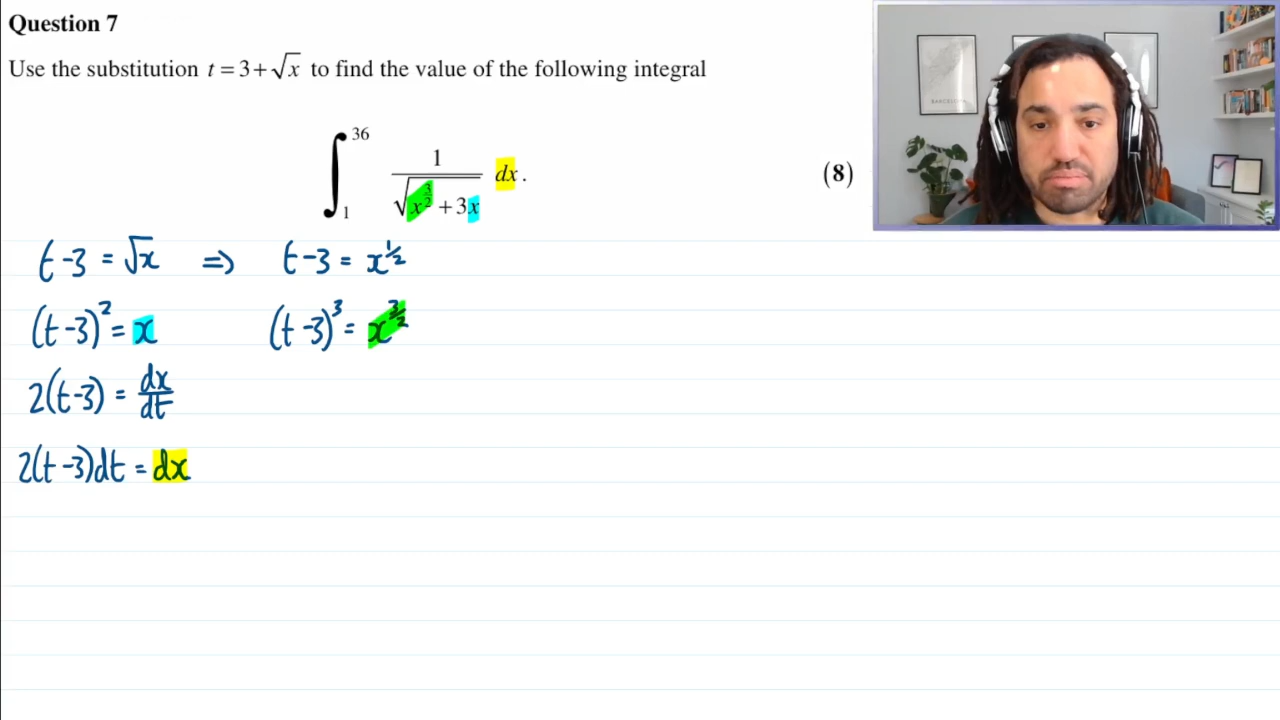 Question 7
Use the substitution t = 3 + √x to find the value of the following integral
∫₁³⁶ 1/√(x^(3/2) + 3x) dx. (8)
t - 3 = √x ⇒ t - 3 = x^(1/2)
(t - 3)² = x (t - 3)³ = x^(3/2)
2(t - 3) = dx/dt
2(t - 3)dt = dx
BARCELONA